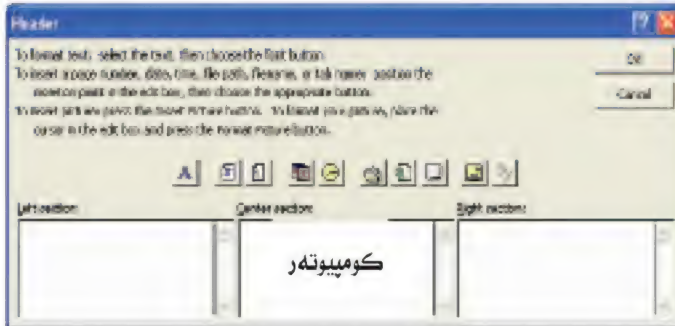 Header
To format text: select the text, then choose the font button.
To insert a page number, date, time, file path, filename, or tab name: position the
insertion point in the edit box, then choose the appropriate button.
To insert picture: press the Insert Picture button. To format your picture, place the
cursor in the edit box and press the Format Picture button.
OK
Cancel
A
Left section:
Center section:
Right section:
كومپیوتەر